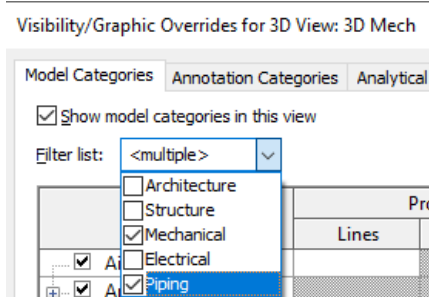 Visibility/Graphic Overrides for 3D View: 3D Mech
Model Categories Annotation Categories Analytical
Show model categories in this view
Filter list: <multiple>
Architecture
Structure
Mechanical
Lines
Electrical
Piping